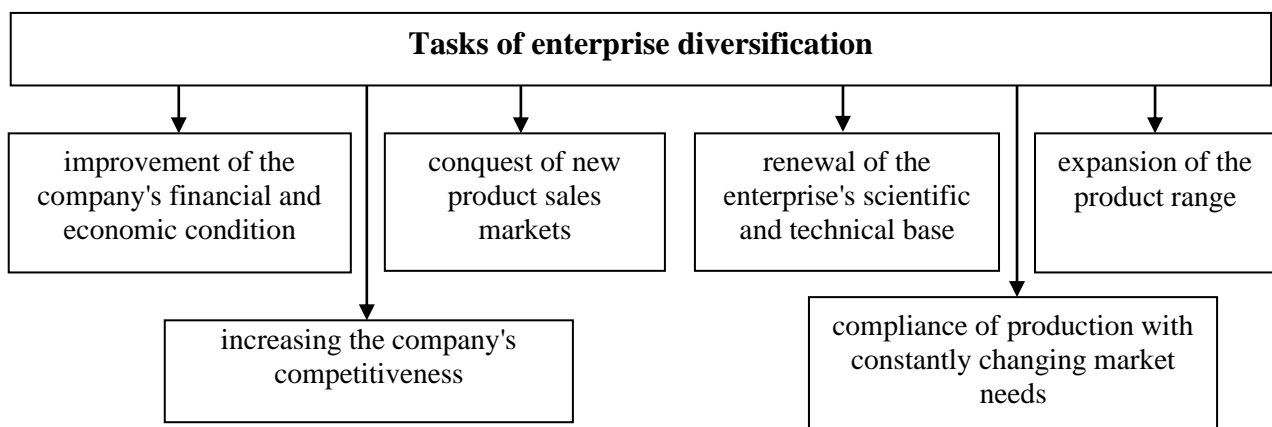 Tasks of enterprise diversification
improvement of the
company's financial and
economic condition
conquest of new
product sales
markets
renewal of the
enterprise's scientific
and technical base
expansion of the
product range
increasing the company's
competitiveness
compliance of production with
constantly changing market
needs